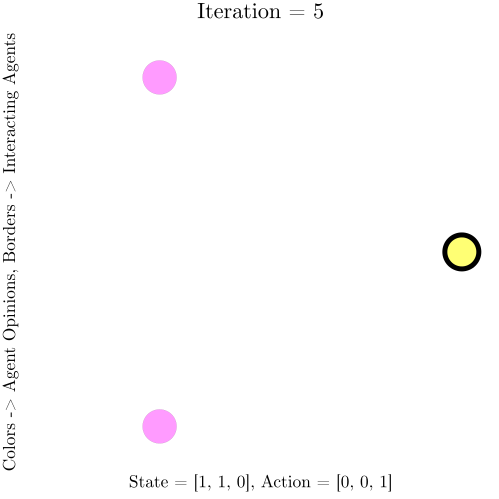 Iteration = 5
Colors -> Agent Opinions, Borders -> Interacting Agents
State = [1, 1, 0], Action = [0, 0, 1]